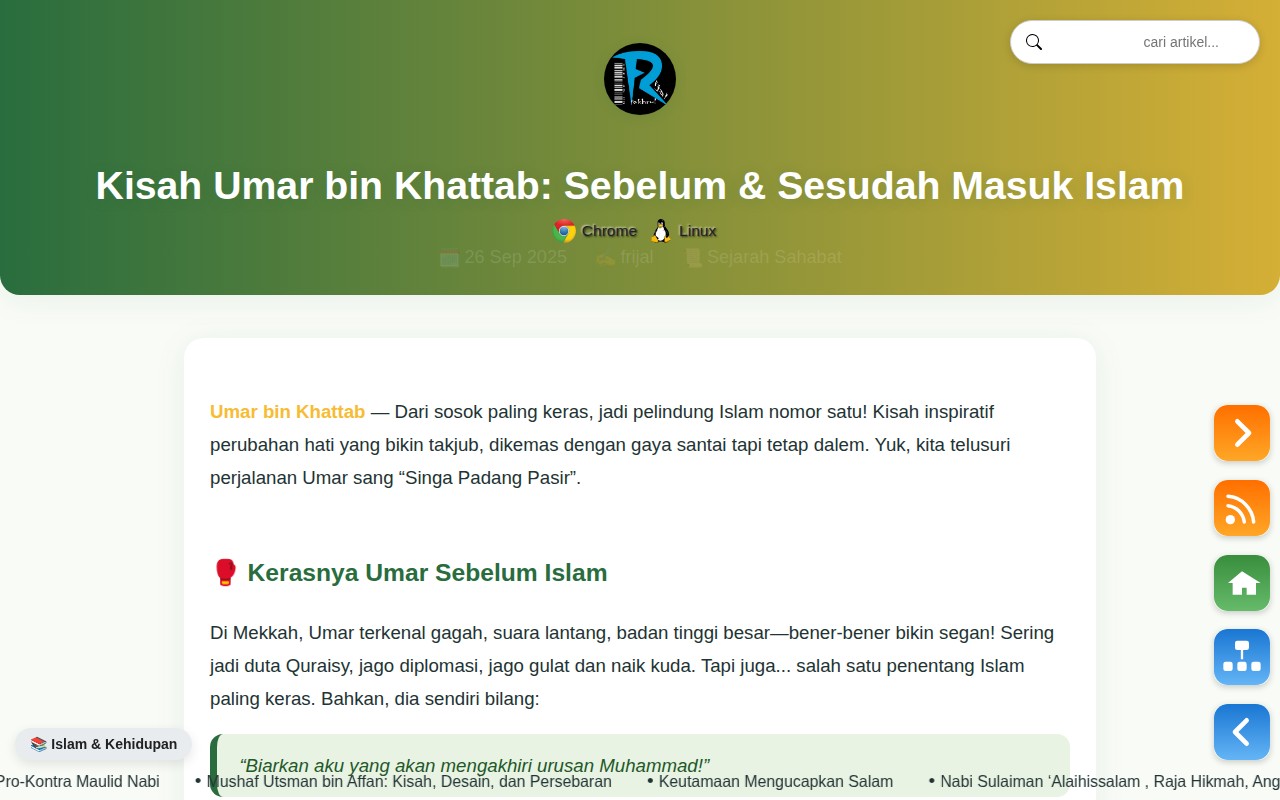 cari artikel...
R
Kisah Umar bin Khattab: Sebelum & Sesudah Masuk Islam
Chrome Linux
26 Sep 2025 frijal Sejarah Sahabat
Umar bin Khattab — Dari sosok paling keras, jadi pelindung Islam nomor satu! Kisah inspiratif
perubahan hati yang bikin takjub, dikemas dengan gaya santai tapi tetap dalem. Yuk, kita telusuri
perjalanan Umar sang “Singa Padang Pasir”.
Kerasnya Umar Sebelum Islam
Di Mekkah, Umar terkenal gagah, suara lantang, badan tinggi besar—bener-bener bikin segan! Sering
jadi duta Quraisy, jago diplomasi, jago gulat dan naik kuda. Tapi juga... salah satu penentang Islam
paling keras. Bahkan, dia sendiri bilang:
“Biarkan aku yang akan mengakhiri urusan Muhammad!”
Islam & Kehidupan
Pro-Kontra Maulid Nabi • Mushaf Utsman bin Affan: Kisah, Desain, dan Persebaran • Keutamaan Mengucapkan Salam • Nabi Sulaiman ‘Alaihissalam , Raja Hikmah, Ang